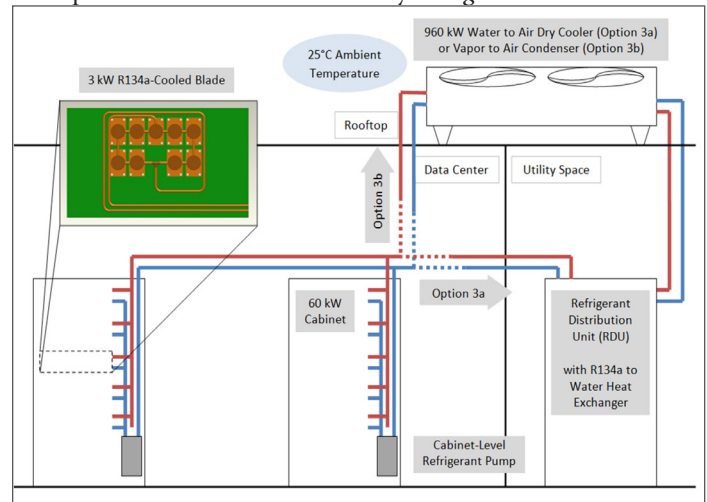 960 kW Water to Air Dry Cooler (Option 3a)
or Vapor to Air Condenser (Option 3b)
25°C Ambient
Temperature
3 kW R134a-Cooled Blade
Rooftop
Data Center
Utility Space
Option 3b
Option 3a
60 kW
Cabinet
Refrigerant
Distribution
Unit (RDU)
with R134a to
Water Heat
Exchanger
Cabinet-Level
Refrigerant Pump